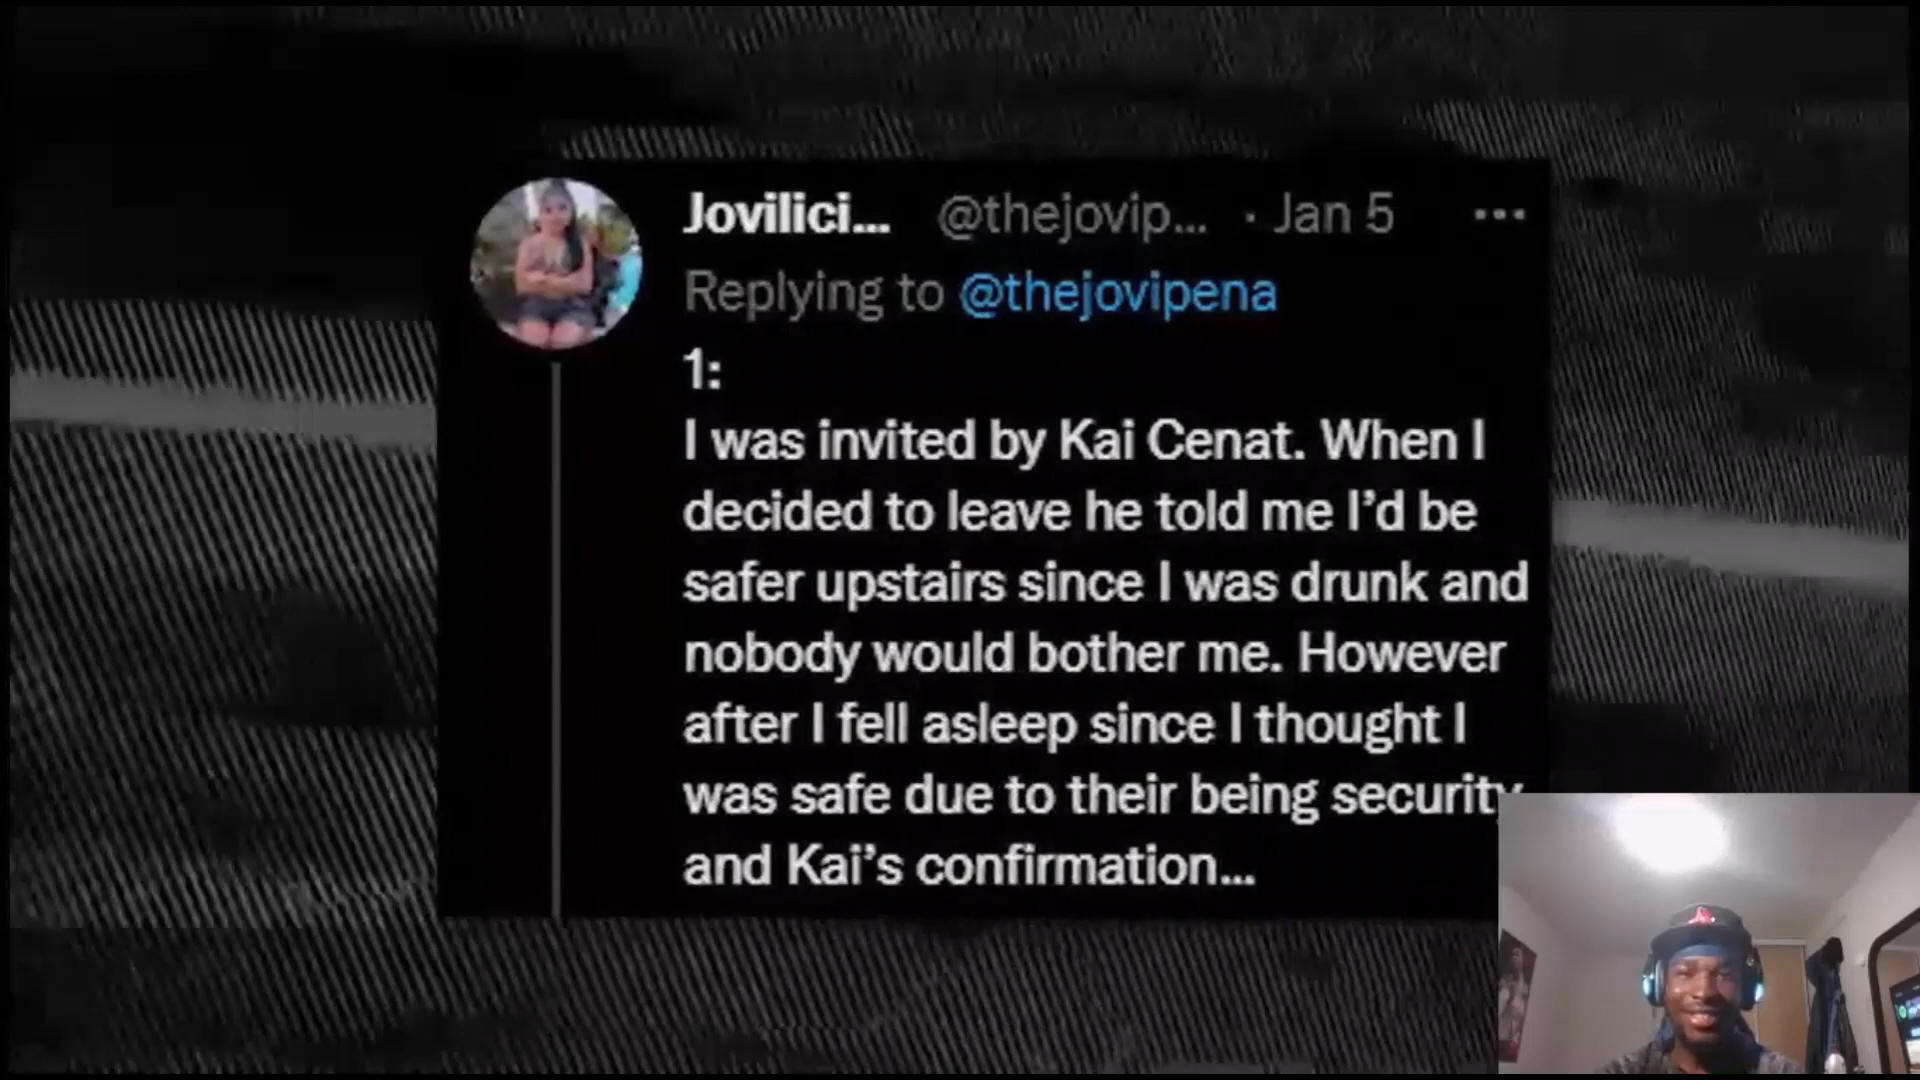 Jovilici... @thejovip... · Jan 5 ...
Replying to @thejovipena
1:
I was invited by Kai Cenat. When I
decided to leave he told me I’d be
safer upstairs since I was drunk and
nobody would bother me. However
after I fell asleep since I thought I
was safe due to their being security
and Kai’s confirmation...